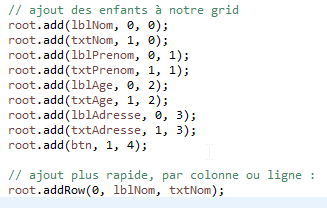 // ajout des enfants à notre grid
root.add(lblNom, 0, 0);
root.add(txtNom, 1, 0);
root.add(lblPrenom, 0, 1);
root.add(txtPrenom, 1, 1);
root.add(lblAge, 0, 2);
root.add(txtAge, 1, 2);
root.add(lblAdresse, 0, 3);
root.add(txtAdresse, 1, 3);
root.add(btn, 1, 4);
// ajout plus rapide, par colonne ou ligne :
root.addRow(0, lblNom, txtNom);